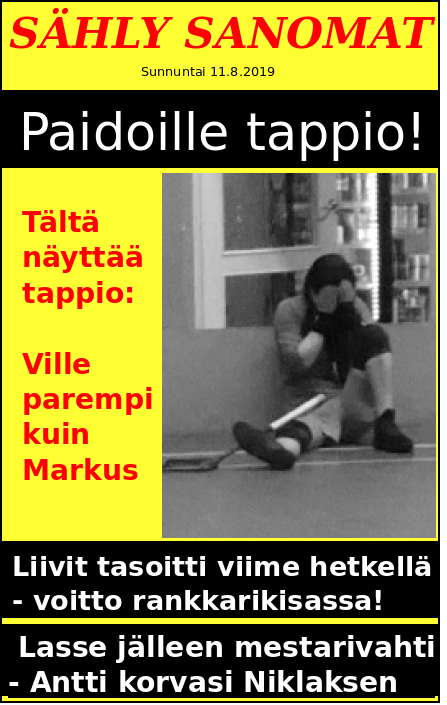 SÄHLY SANOMAT
Sunnuntai 11.8.2019
Paidoille tappio!
Tältä
näyttää
tappio:
Ville
parempi
kuin
Markus
Liivit tasoitti viime hetkellä
- voitto rankkarikisassa!
Lasse jälleen mestarivahti
- Antti korvasi Niklaksen